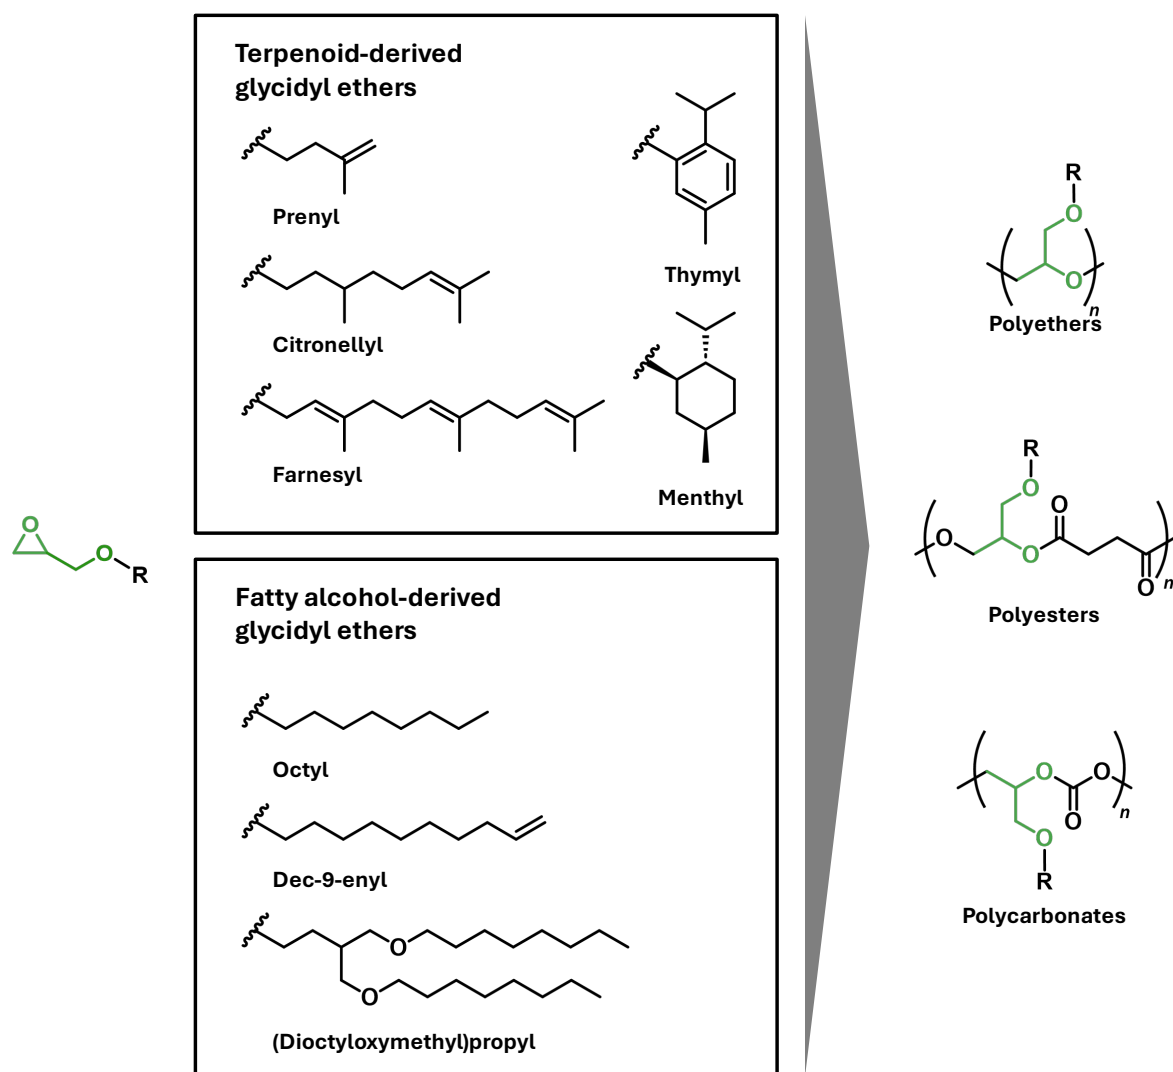 Terpenoid-derived
glycidyl ethers
Prenyl
Thymyl
Citronellyl
Farnesyl
Menthyl
O
O
R
Fatty alcohol-derived
glycidyl ethers
Octyl
Dec-9-enyl
O
O
(Dioctyloxymethyl)propyl
R
O
O
n
Polyethers
R
O
O
O
O
O
n
Polyesters
O
O
O
n
O
R
Polycarbonates